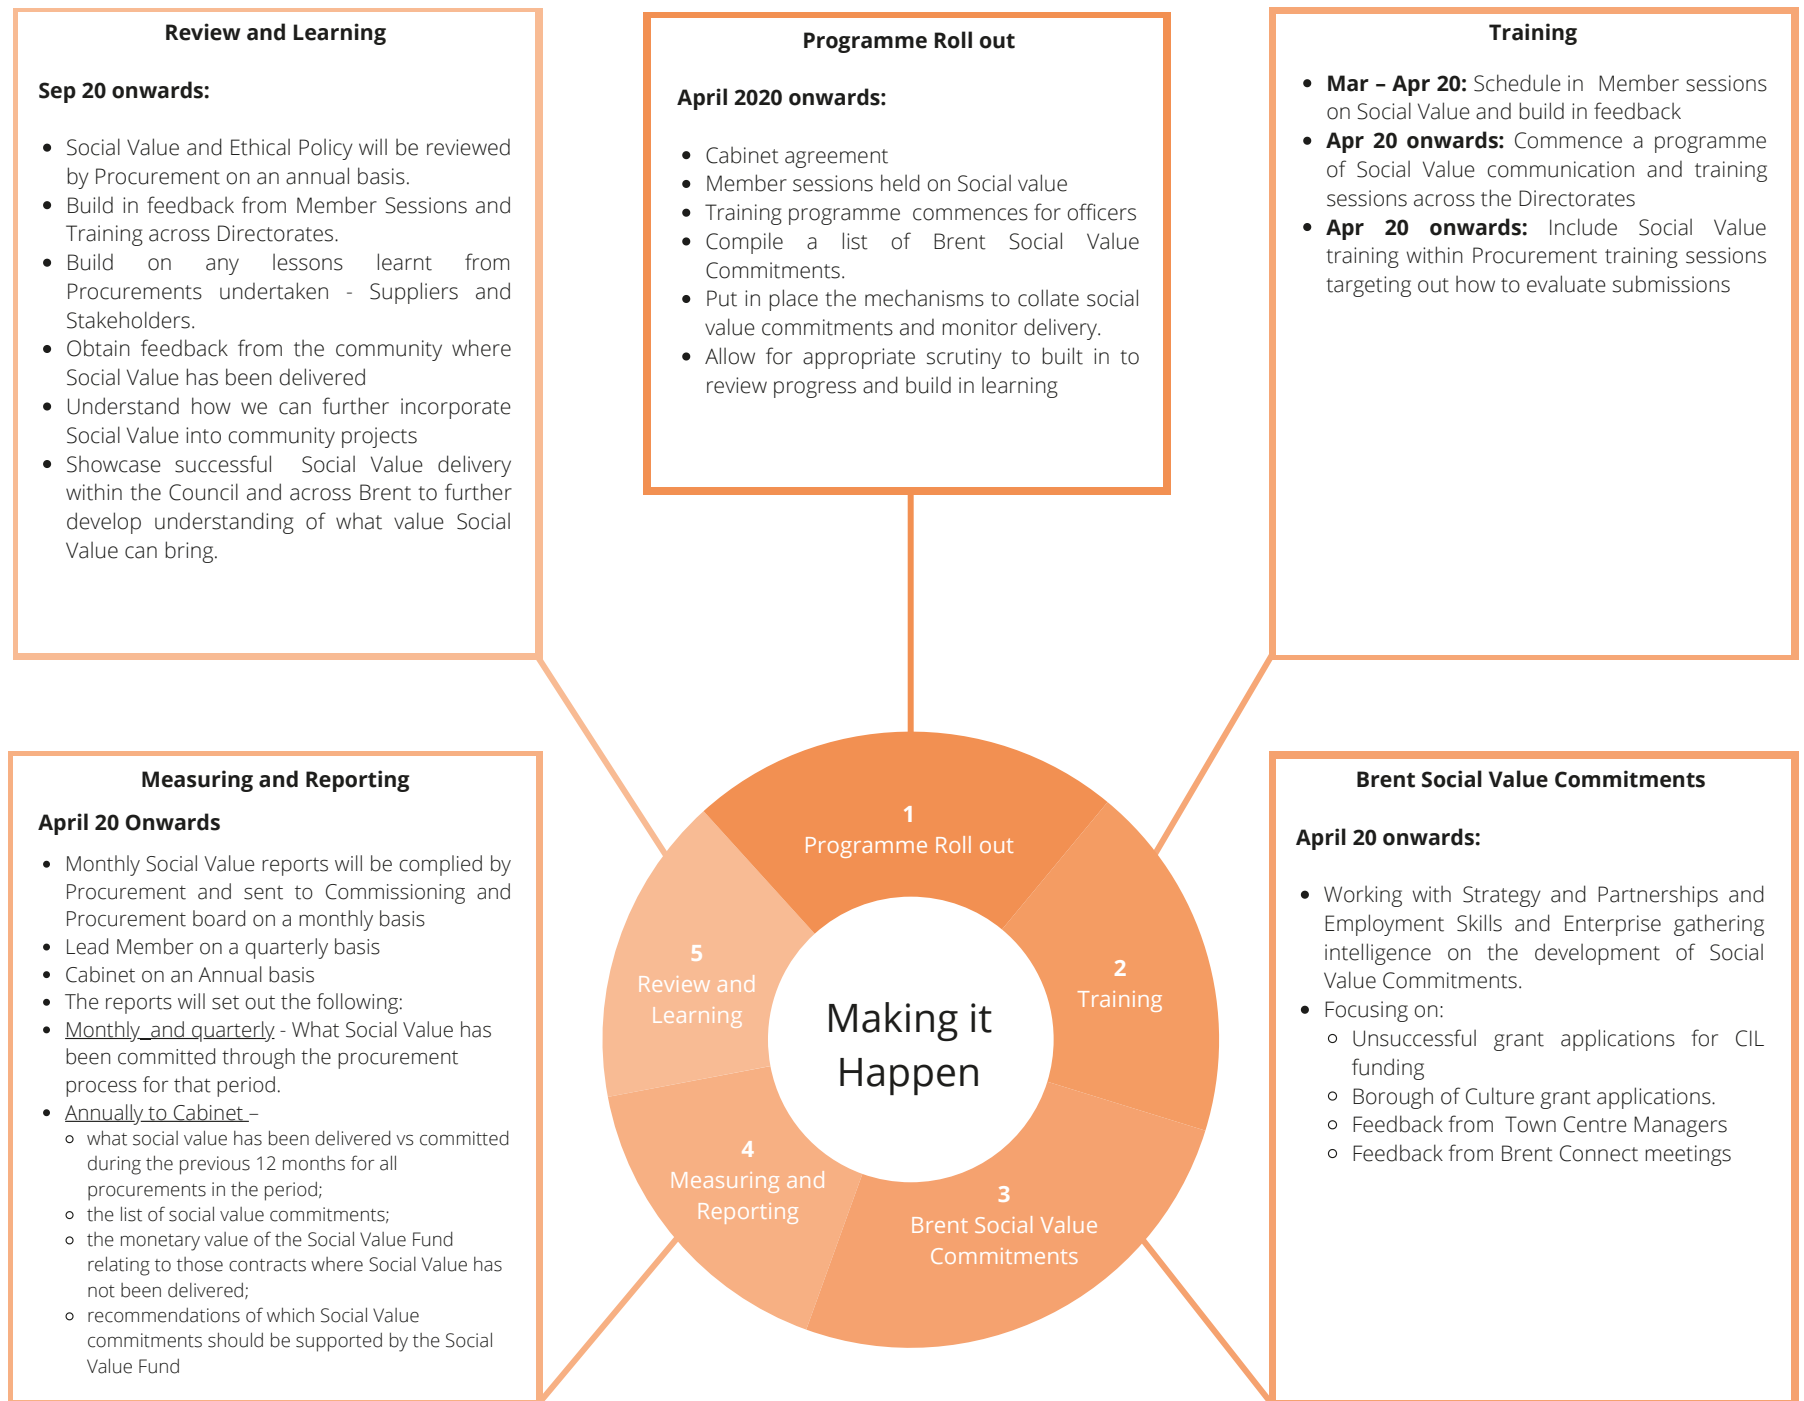 Review and Learning
Sep 20 onwards:
• Social Value and Ethical Policy will be reviewed
by Procurement on an annual basis.
• Build in feedback from Member Sessions and
Training across Directorates.
• Build on any lessons learnt from
Procurements undertaken - Suppliers and
Stakeholders.
• Obtain feedback from the community where
Social Value has been delivered
• Understand how we can further incorporate
Social Value into community projects
• Showcase successful Social Value delivery
within the Council and across Brent to further
develop understanding of what value Social
Value can bring.
Programme Roll out
April 2020 onwards:
• Cabinet agreement
• Member sessions held on Social value
• Training programme commences for officers
• Compile a list of Brent Social Value
Commitments.
• Put in place the mechanisms to collate social
value commitments and monitor delivery.
• Allow for appropriate scrutiny to built in to
review progress and build in learning
Training
• Mar – Apr 20: Schedule in Member sessions
on Social Value and build in feedback
• Apr 20 onwards: Commence a programme
of Social Value communication and training
sessions across the Directorates
• Apr 20 onwards: Include Social Value
training within Procurement training sessions
targeting out how to evaluate submissions
Measuring and Reporting
April 20 Onwards
• Monthly Social Value reports will be complied by
Procurement and sent to Commissioning and
Procurement board on a monthly basis
• Lead Member on a quarterly basis
• Cabinet on an Annual basis
• The reports will set out the following:
• Monthly_and quarterly - What Social Value has
been committed through the procurement
process for that period.
• Annually to Cabinet –
◦ what social value has been delivered vs committed
during the previous 12 months for all
procurements in the period;
◦ the list of social value commitments;
◦ the monetary value of the Social Value Fund
relating to those contracts where Social Value has
not been delivered;
◦ recommendations of which Social Value
commitments should be supported by the Social
Value Fund
1
Programme Roll out
2
Training
3
Brent Social Value
Commitments
4
Measuring and
Reporting
5
Review and
Learning
Making it
Happen
Brent Social Value Commitments
April 20 onwards:
• Working with Strategy and Partnerships and
Employment Skills and Enterprise gathering
intelligence on the development of Social
Value Commitments.
• Focusing on:
◦ Unsuccessful grant applications for CIL
funding
◦ Borough of Culture grant applications.
◦ Feedback from Town Centre Managers
◦ Feedback from Brent Connect meetings